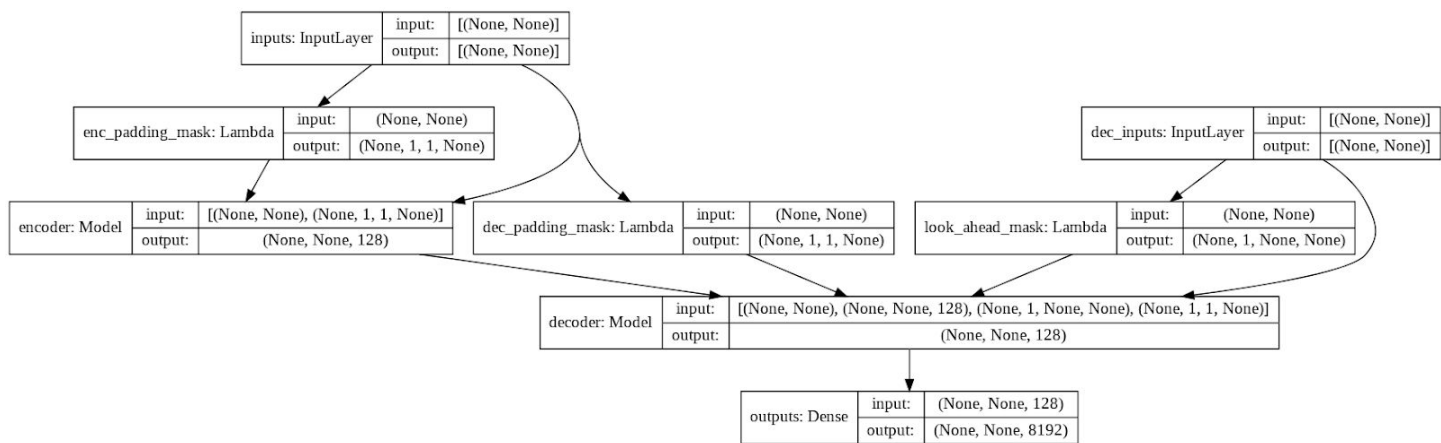 inputs: InputLayer
input: [(None, None)]
output: [(None, None)]
enc_padding_mask: Lambda
input: (None, None)
output: (None, 1, 1, None)
dec_inputs: InputLayer
input: [(None, None)]
output: [(None, None)]
encoder: Model
input: [(None, None), (None, 1, 1, None)]
output: (None, None, 128)
dec_padding_mask: Lambda
input: (None, None)
output: (None, 1, 1, None)
look_ahead_mask: Lambda
input: (None, None)
output: (None, 1, None, None)
decoder: Model
input: [(None, None), (None, None, 128), (None, 1, None, None), (None, 1, 1, None)]
output: (None, None, 128)
outputs: Dense
input: (None, None, 128)
output: (None, None, 8192)